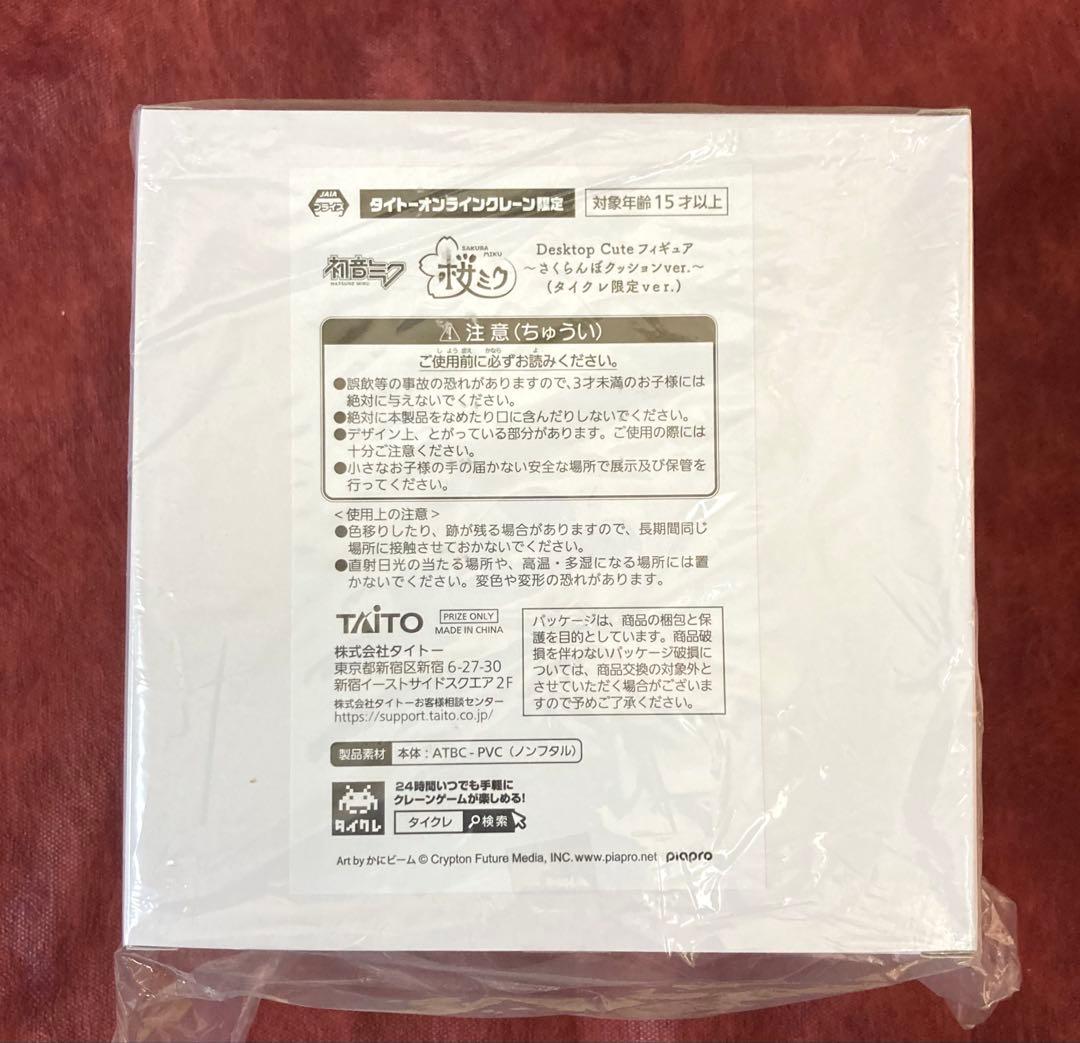 JAIA
プライズ
タイトーオンラインクレーン限定
対象年齢15才以上
初音ミク
HATSUNE MIKU
SAKURA
MIKU
桜ミク
Desktop Cute フィギュア
～さくらんぼクッションver.～
(タイクレ限定ver.)
⚠注意(ちゅうい)
しようまえ かなら よ
ご使用前に必ずお読みください。
●誤飲等の事故の恐れがありますので、3才未満のお子様には
絶対に与えないでください。
●絶対に本製品をなめたり口に含んだりしないでください。
●デザイン上、とがっている部分があります。ご使用の際には
十分ご注意ください。
●小さなお子様の手の届かない安全な場所で展示及び保管を
行ってください。
＜使用上の注意＞
●色移りしたり、跡が残る場合がありますので、長期間同じ
場所に接触させておかないでください。
●直射日光の当たる場所や、高温・多湿になる場所には置
かないでください。変色や変形の恐れがあります。
TAITO
PRIZE ONLY
MADE IN CHINA
株式会社タイトー
東京都新宿区新宿 6-27-30
新宿イーストサイドスクエア 2F
株式会社タイトーお客様相談センター
https://support.taito.co.jp/
パッケージは、商品の梱包と保
護を目的としています。商品破
損を伴わないパッケージ破損に
ついては、商品交換の対象外と
させていただく場合がございま
すので予めご了承ください。
製品素材 本体：ATBC-PVC（ノンフタル）
タイクレ
24時間いつでも手軽に
クレーンゲームが楽しめる!
タイクレ 検索
Art by かにビーム © Crypton Future Media, INC. www.piapro.net piapro